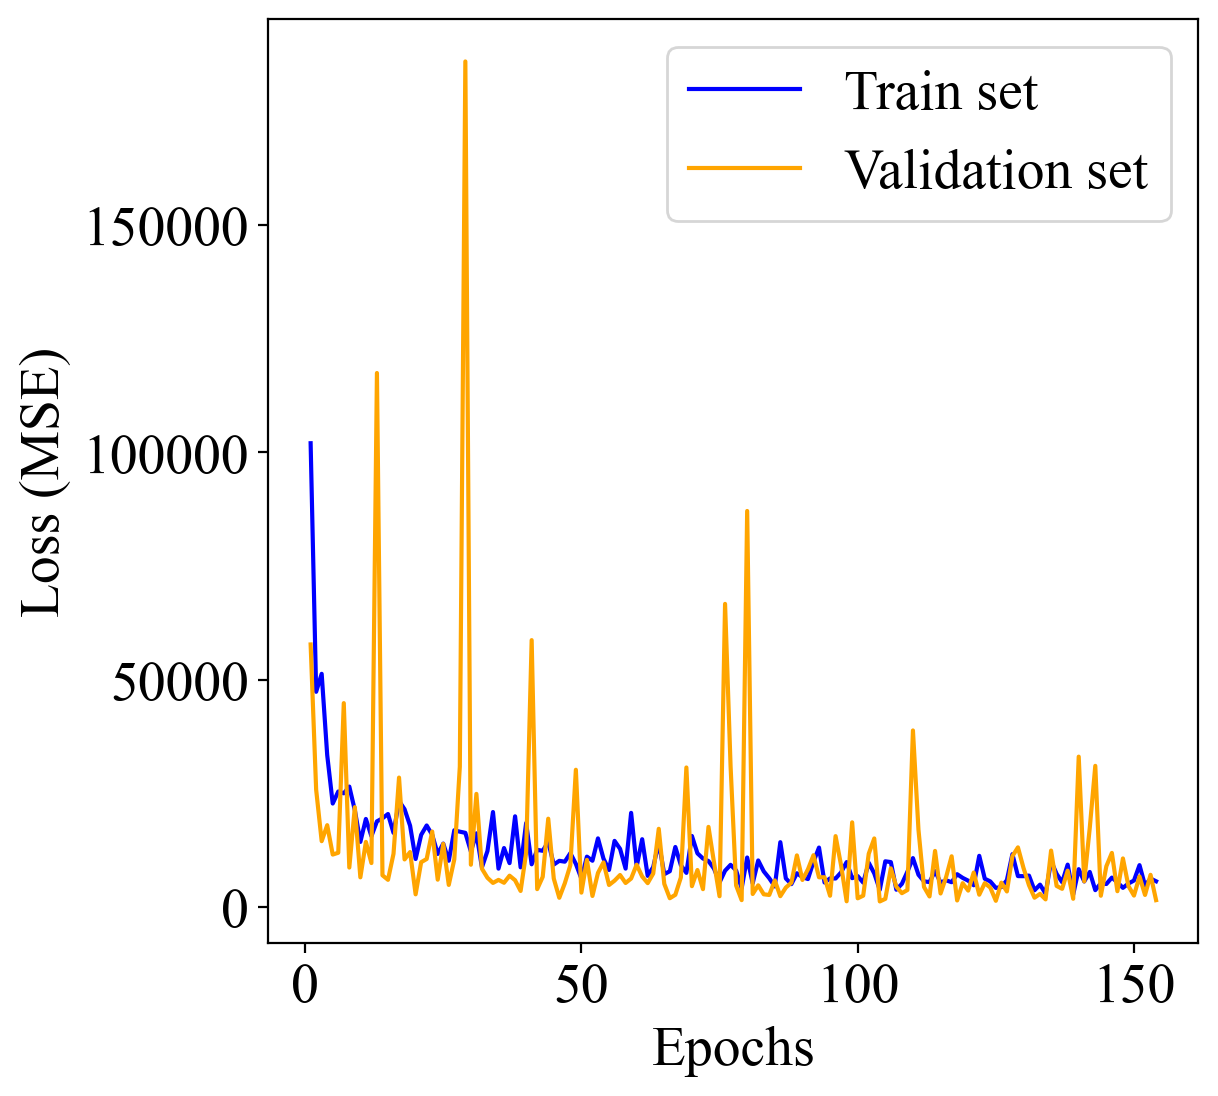 Train set
Validation set
150000
100000
50000
0
Loss (MSE)
0 50 100 150
Epochs